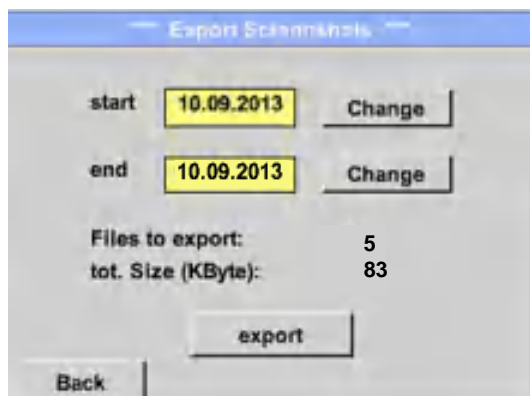 *** Export Screenshots ***
start 10.09.2013 Change
end 10.09.2013 Change
Files to export: 5
tot. Size (KByte): 83
export
Back